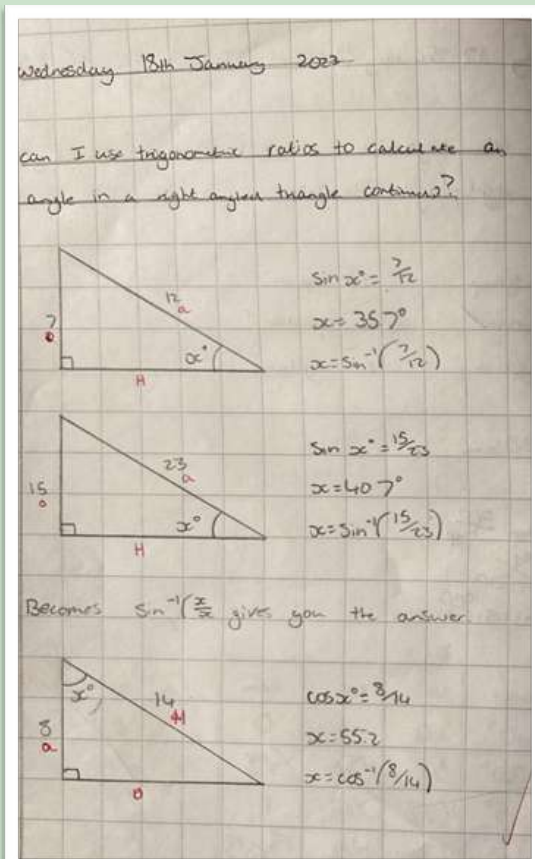 Wednesday 18th January 2023
can I use trigonometric ratios to calculate an
angle in a right angled triangle continued?
7
o
12
a
x°
H
sin x° = 7/12
x = 35.7°
x = sin⁻¹(7/12)
15
o
23
a
x°
H
sin x° = 15/23
x = 40.7°
x = sin⁻¹(15/23)
Becomes sin⁻¹(x/x gives you the answer.
x°
8
a
14
H
o
cos x° = 8/14
x = 55.2
x = cos⁻¹(8/14)